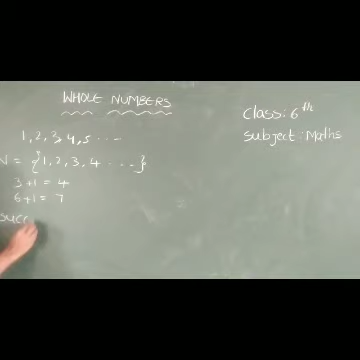 WHOLE NUMBERS
Class: 6th
Subject: Maths
1, 2, 3, 4, 5 ----
N = {1, 2, 3, 4 ----}
3+1 = 4
6+1 = 7
succ